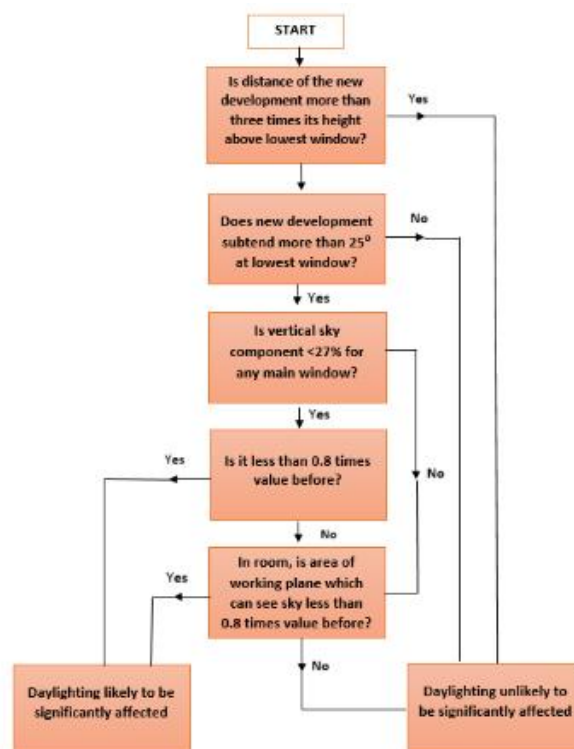 START
Is distance of the new
development more than
three times its height
above lowest window?
Yes
Does new development
subtend more than 25°
at lowest window?
No
Yes
Is vertical sky
component <27% for
any main window?
Yes
No
Is it less than 0.8 times
value before?
Yes
No
In room, is area of
working plane which
can see sky less than
0.8 times value before?
Yes
No
Daylighting likely to be
significantly affected
Daylighting unlikely to
be significantly affected